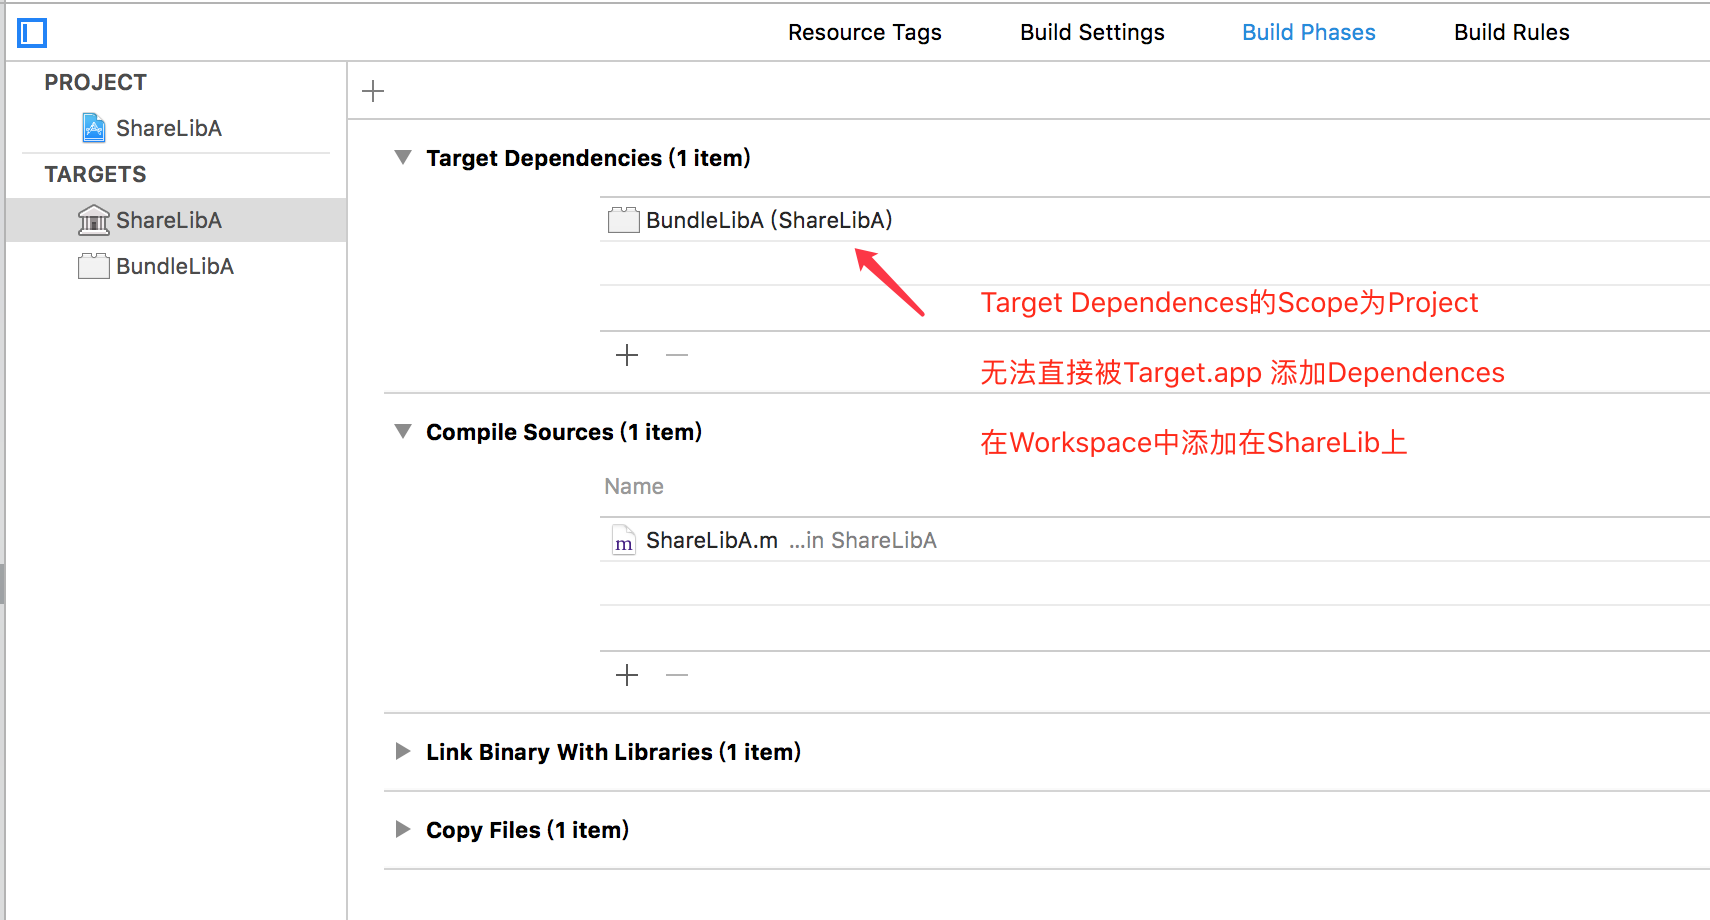 Resource Tags
Build Settings
Build Phases
Build Rules
PROJECT
ShareLibA
TARGETS
ShareLibA
BundleLibA
Target Dependencies (1 item)
BundleLibA (ShareLibA)
Target Dependences的Scope为Project
无法直接被Target.app 添加Dependences
在Workspace中添加在ShareLib上
Compile Sources (1 item)
Name
m ShareLibA.m ...in ShareLibA
Link Binary With Libraries (1 item)
Copy Files (1 item)